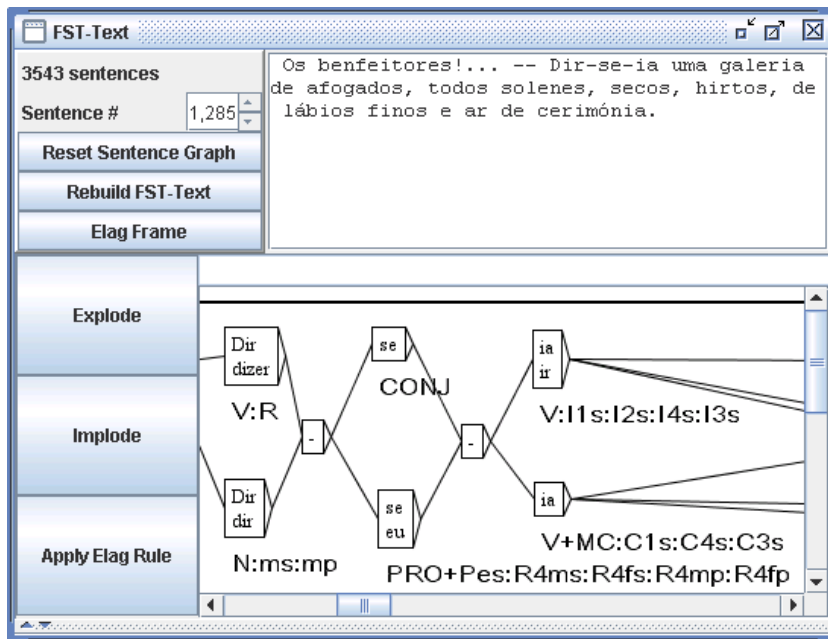 FST-Text
3543 sentences
Sentence #
1,285
Reset Sentence Graph
Rebuild FST-Text
Elag Frame
Os benfeitores!... -- Dir-se-ia uma galeria
de afogados, todos solenes, secos, hirtos, de
lábios finos e ar de cerimónia.
Explode
Implode
Apply Elag Rule
Dir
dizer
V:R
-
se
CONJ
-
ia
ir
V:I1s:I2s:I4s:I3s
Dir
dir
N:ms:mp
se
eu
PRO+Pes:R4ms:R4fs:R4mp:R4fp
ia
V+MC:C1s:C4s:C3s